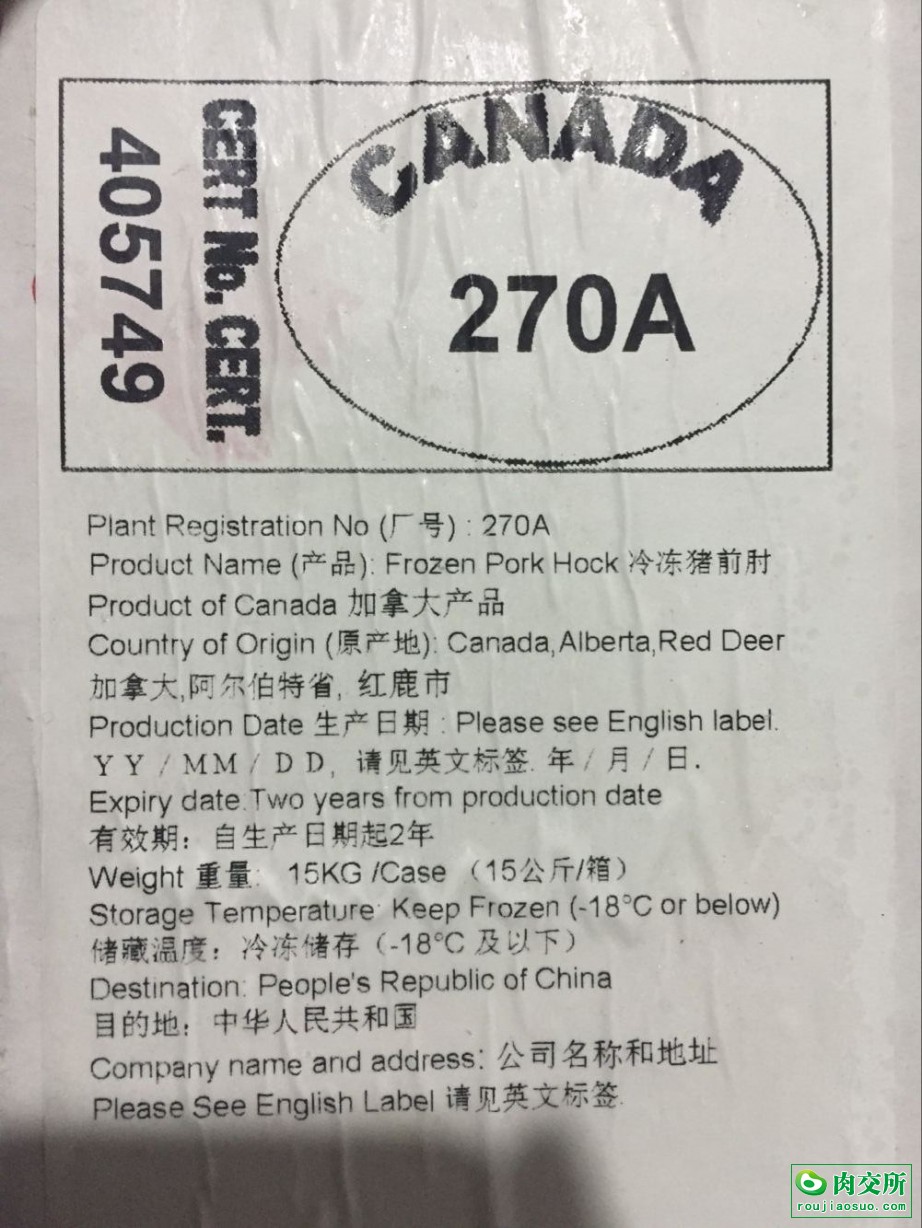 CANADA
270A
CERT No. CERT.
405749
Plant Registration No (厂号) : 270A
Product Name (产品): Frozen Pork Hock 冷冻猪前肘
Product of Canada 加拿大产品
Country of Origin (原产地): Canada,Alberta,Red Deer
加拿大,阿尔伯特省, 红鹿市
Production Date 生产日期 : Please see English label.
YY / MM / DD, 请见英文标签. 年 / 月 / 日.
Expiry date:Two years from production date
有效期：自生产日期起2年
Weight 重量: 15KG /Case （15公斤/箱）
Storage Temperature: Keep Frozen (-18°C or below)
储藏温度：冷冻储存（-18°C 及以下）
Destination: People's Republic of China
目的地：中华人民共和国
Company name and address: 公司名称和地址
Please See English Label 请见英文标签.
肉交所
roujiaosuo.com